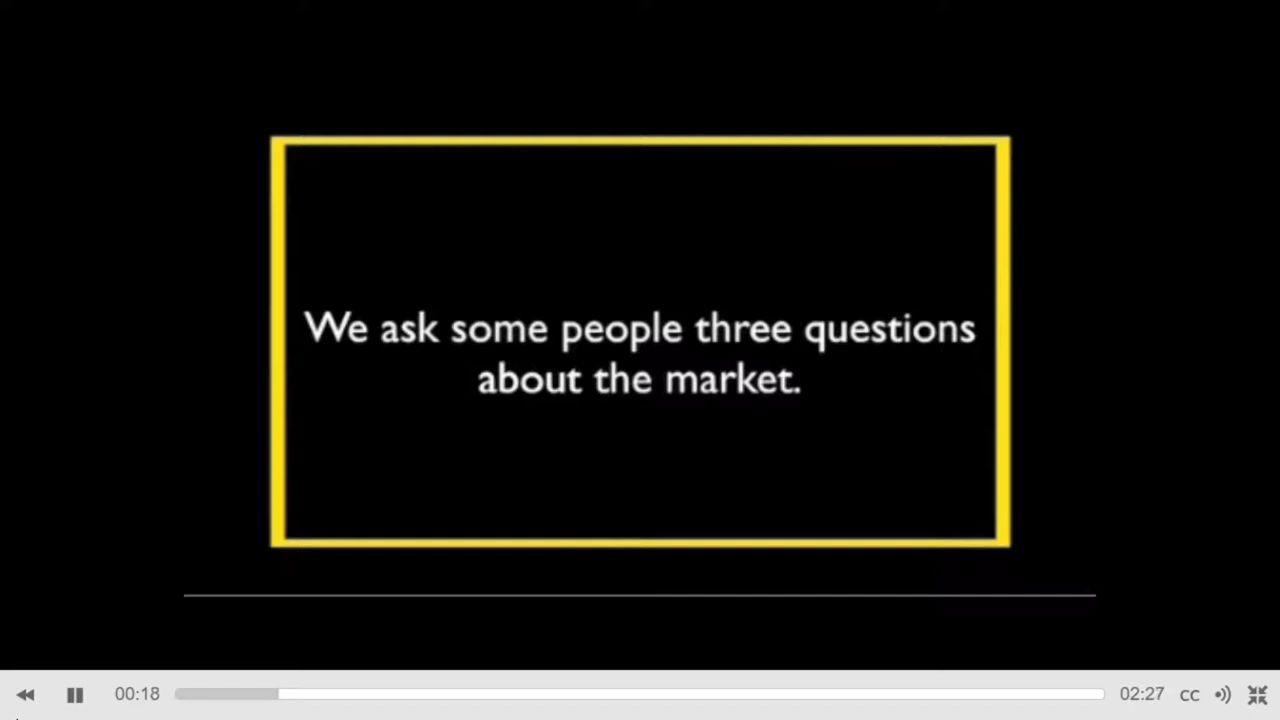 We ask some people three questions
about the market.
00:18
02:27
CC